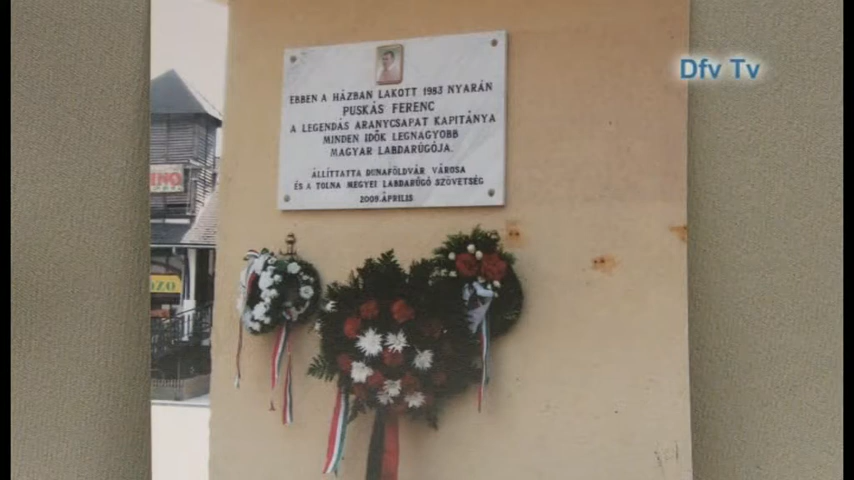 Dfv Tv
EBBEN A HÁZBAN LAKOTT 1983 NYARÁN
PUSKÁS FERENC
A LEGENDÁS ARANYCSAPAT KAPITÁNYA
MINDEN IDŐK LEGNAGYOBB
MAGYAR LABDARÚGÓJA.
ÁLLÍTTATTA DUNAFÖLDVÁR VÁROSA
ÉS A TOLNA MEGYEI LABDARÚGÓ SZÖVETSÉG
2009.ÁPRILIS